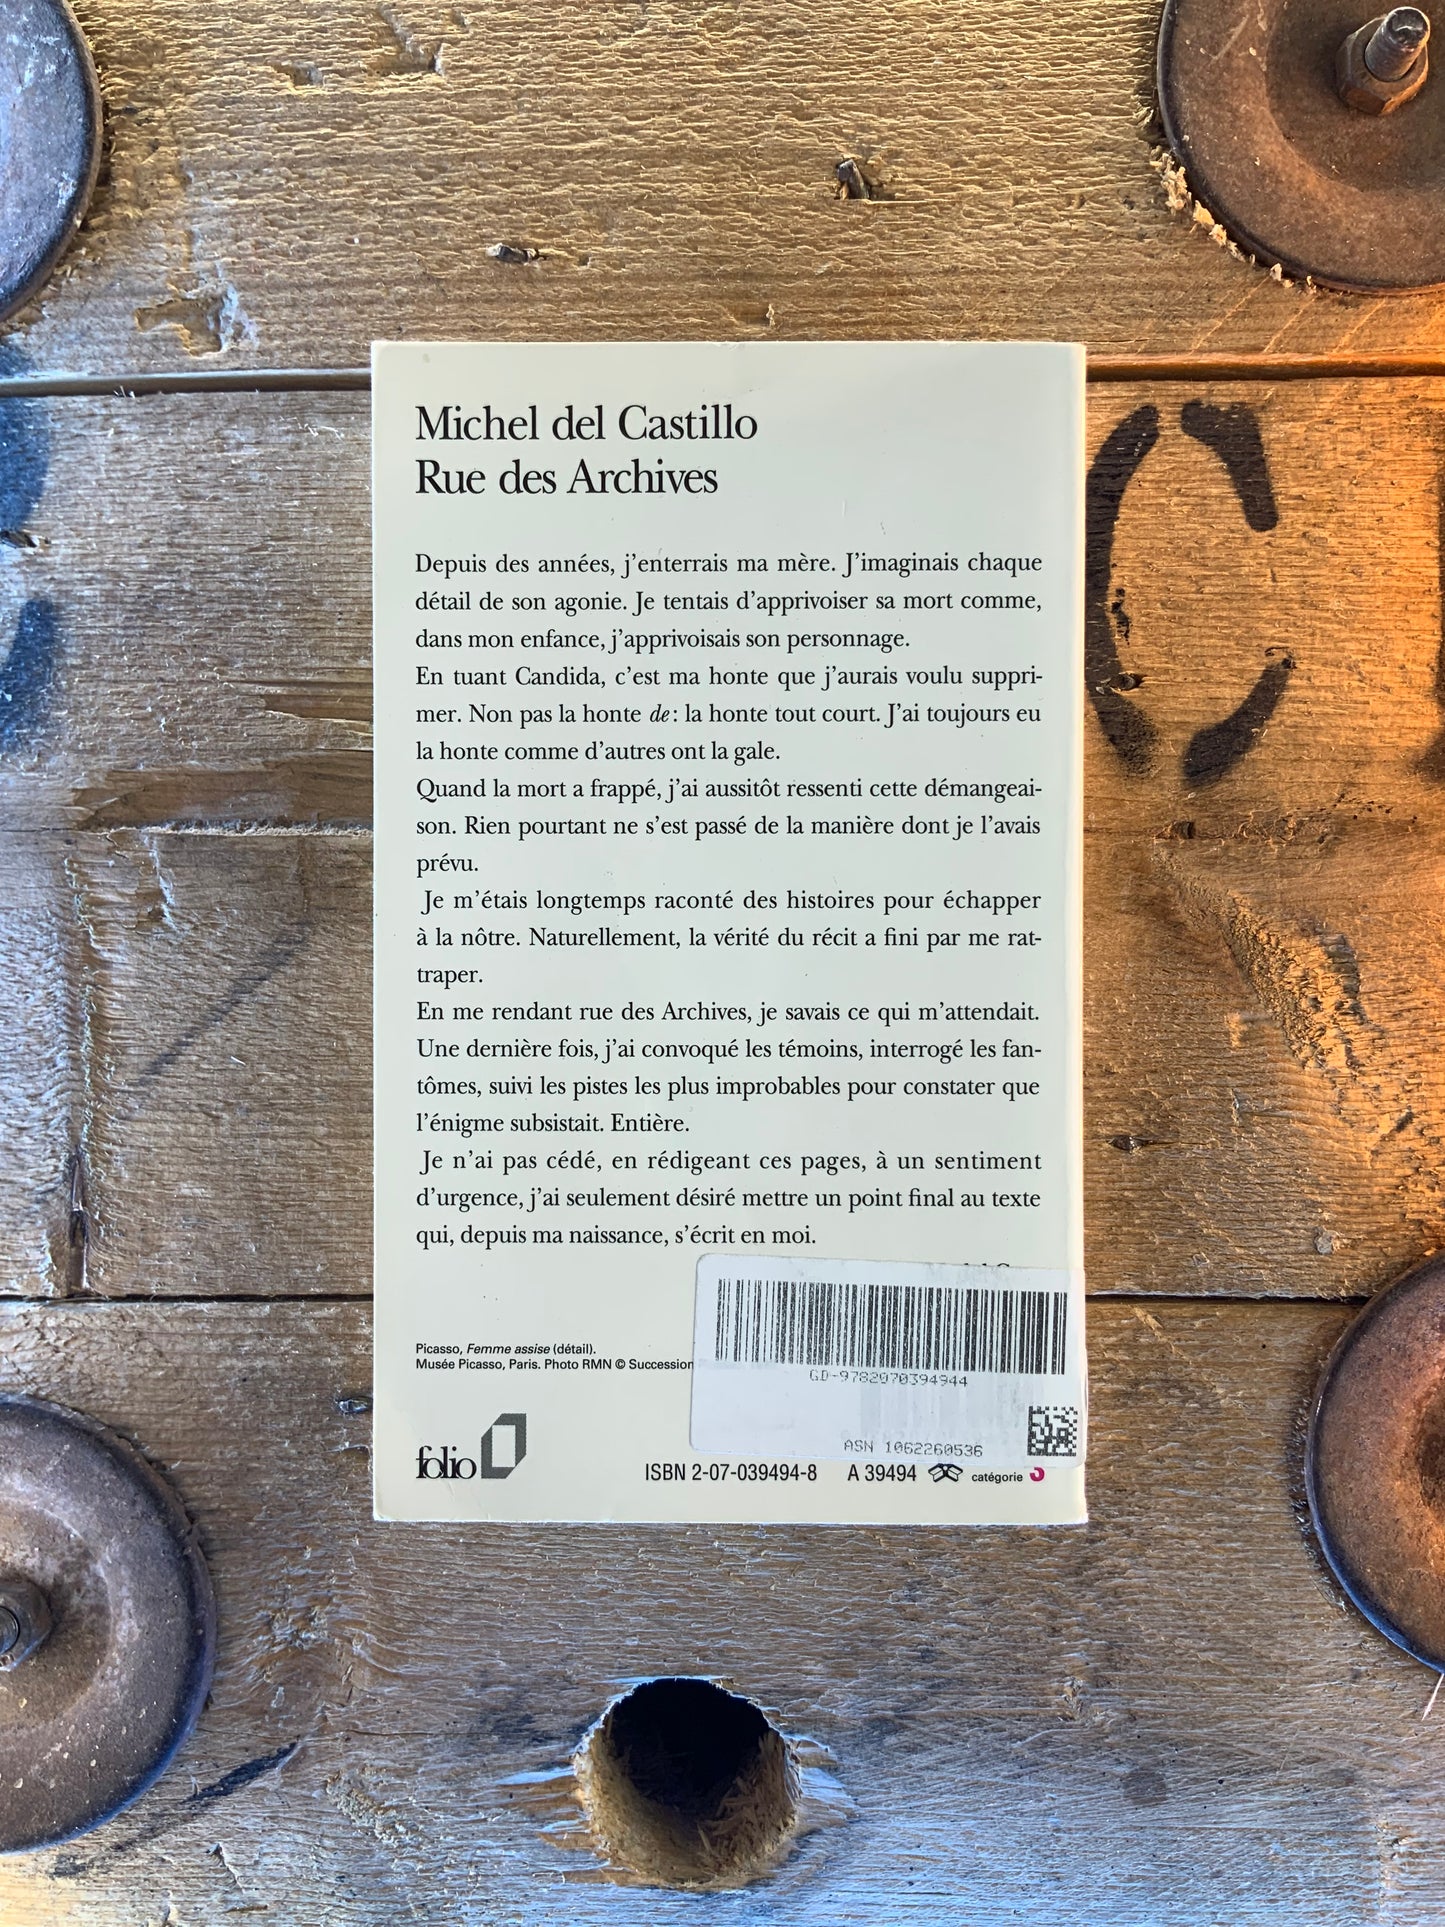 Michel del Castillo
Rue des Archives
Depuis des années, j'enterrais ma mère. J'imaginais chaque
détail de son agonie. Je tentais d'apprivoiser sa mort comme,
dans mon enfance, j'apprivoisais son personnage.
En tuant Candida, c'est ma honte que j'aurais voulu suppri-
mer. Non pas la honte de : la honte tout court. J'ai toujours eu
la honte comme d'autres ont la gale.
Quand la mort a frappé, j'ai aussitôt ressenti cette démangeai-
son. Rien pourtant ne s'est passé de la manière dont je l'avais
prévu.
Je m'étais longtemps raconté des histoires pour échapper
à la nôtre. Naturellement, la vérité du récit a fini par me rat-
traper.
En me rendant rue des Archives, je savais ce qui m'attendait.
Une dernière fois, j'ai convoqué les témoins, interrogé les fan-
tômes, suivi les pistes les plus improbables pour constater que
l'énigme subsistait. Entière.
Je n'ai pas cédé, en rédigeant ces pages, à un sentiment
d'urgence, j'ai seulement désiré mettre un point final au texte
qui, depuis ma naissance, s'écrit en moi.
Picasso, Femme assise (détail).
Musée Picasso, Paris. Photo RMN © Succession
GD-9782070394944
ASN 1062260536
folio
ISBN 2-07-039494-8 A 39494 catégorie 3
C